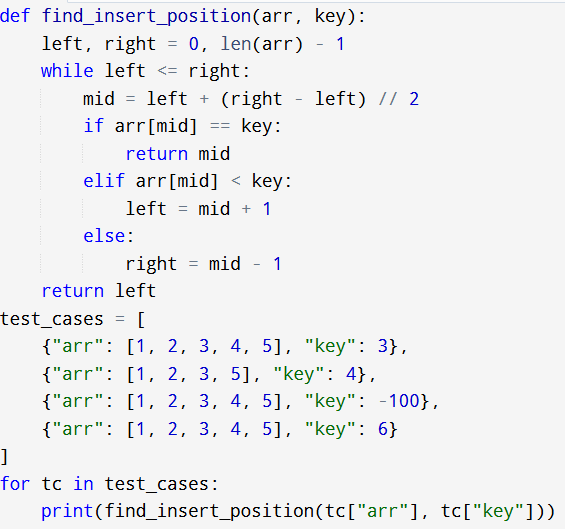 def find_insert_position(arr, key):
    left, right = 0, len(arr) - 1
    while left <= right:
        mid = left + (right - left) // 2
        if arr[mid] == key:
            return mid
        elif arr[mid] < key:
            left = mid + 1
        else:
            right = mid - 1
    return left
test_cases = [
    {"arr": [1, 2, 3, 4, 5], "key": 3},
    {"arr": [1, 2, 3, 5], "key": 4},
    {"arr": [1, 2, 3, 4, 5], "key": -100},
    {"arr": [1, 2, 3, 4, 5], "key": 6}
]
for tc in test_cases:
    print(find_insert_position(tc["arr"], tc["key"]))